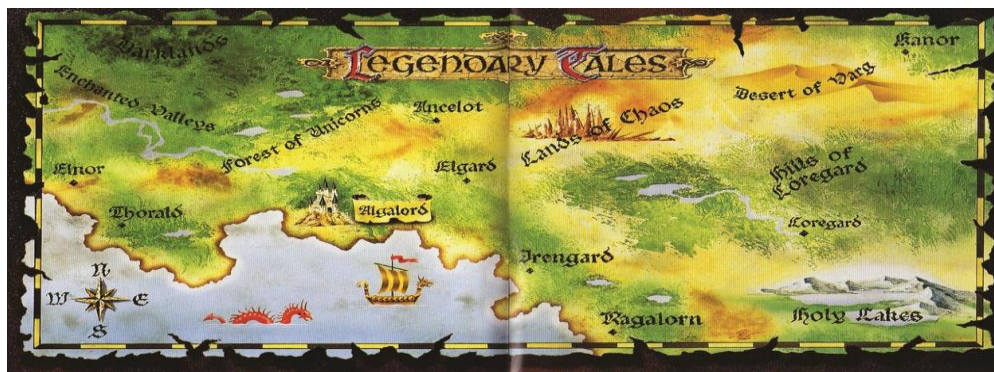 Darklands
Kanor
Legendary Tales
Enchanted Valleys
Desert of Varg
Forest of Unicorns
Ancelot
Lands of Chaos
Elnor
Elgard
Hills of
Loregard
Thorald
Algalord
Loregard
Irengard
N
W
E
S
Ragalorn
Holy Lakes